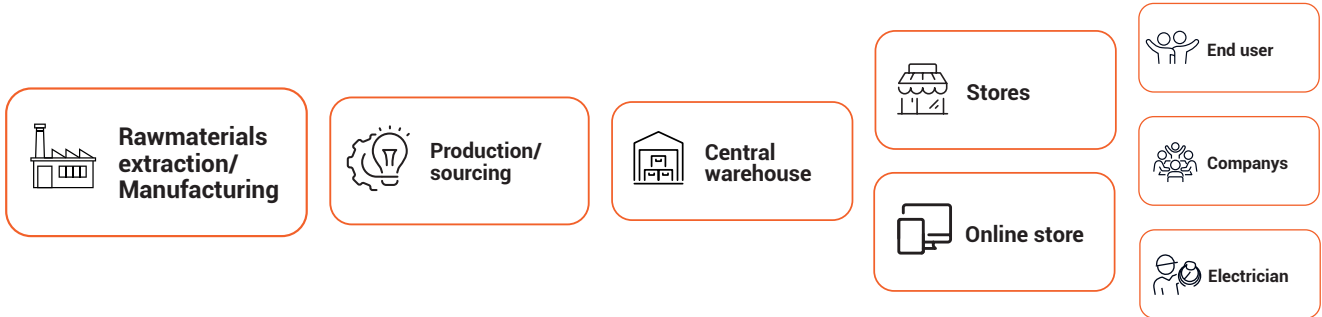 Rawmaterials
extraction/
Manufacturing
Production/
sourcing
Central
warehouse
Stores
Online store
End user
Companys
Electrician